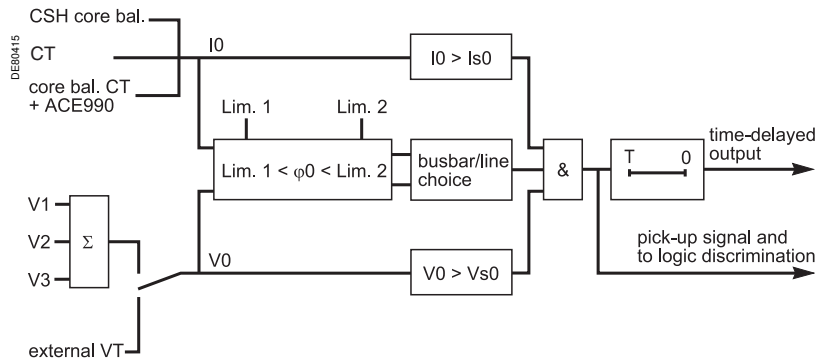 CSH core bal.
DE80415
CT
I0
I0 > Is0
core bal. CT
+ ACE990
Lim. 1
Lim. 2
Lim. 1 < φ0 < Lim. 2
busbar/line
choice
&
T 0
time-delayed
output
V1
V2
V3
Σ
V0
V0 > Vs0
pick-up signal and
to logic discrimination
external VT